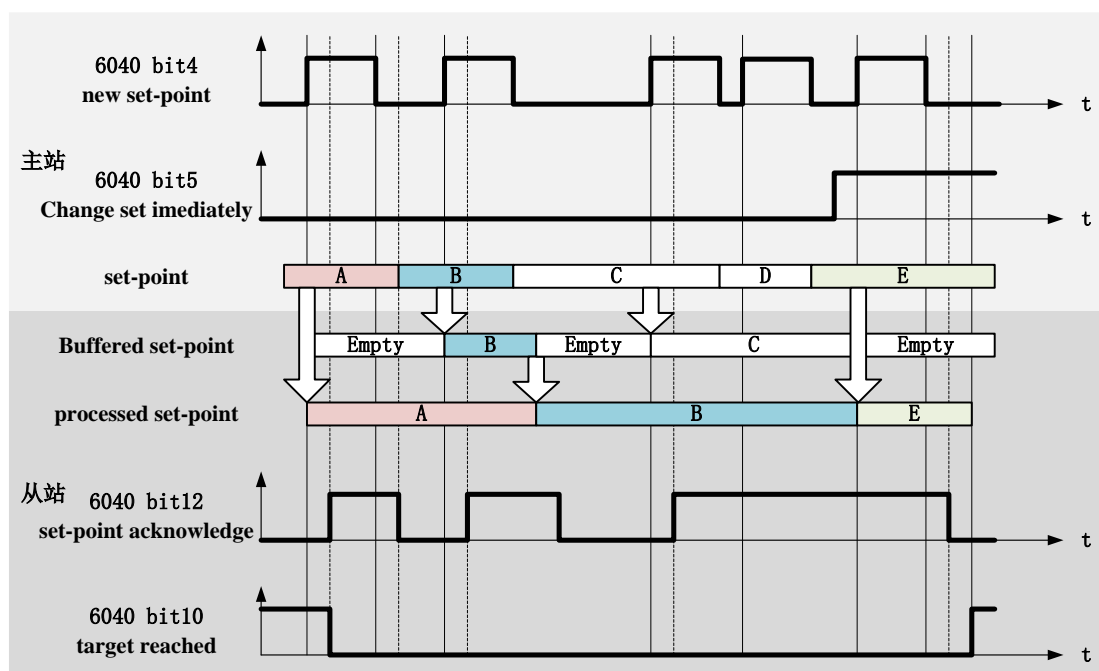 6040 bit4
new set-point
t
主站
6040 bit5
Change set imediately
t
set-point
A
B
C
D
E
Buffered set-point
Empty
B
Empty
C
Empty
processed set-point
A
B
E
从站
6040 bit12
set-point acknowledge
t
6040 bit10
target reached
t